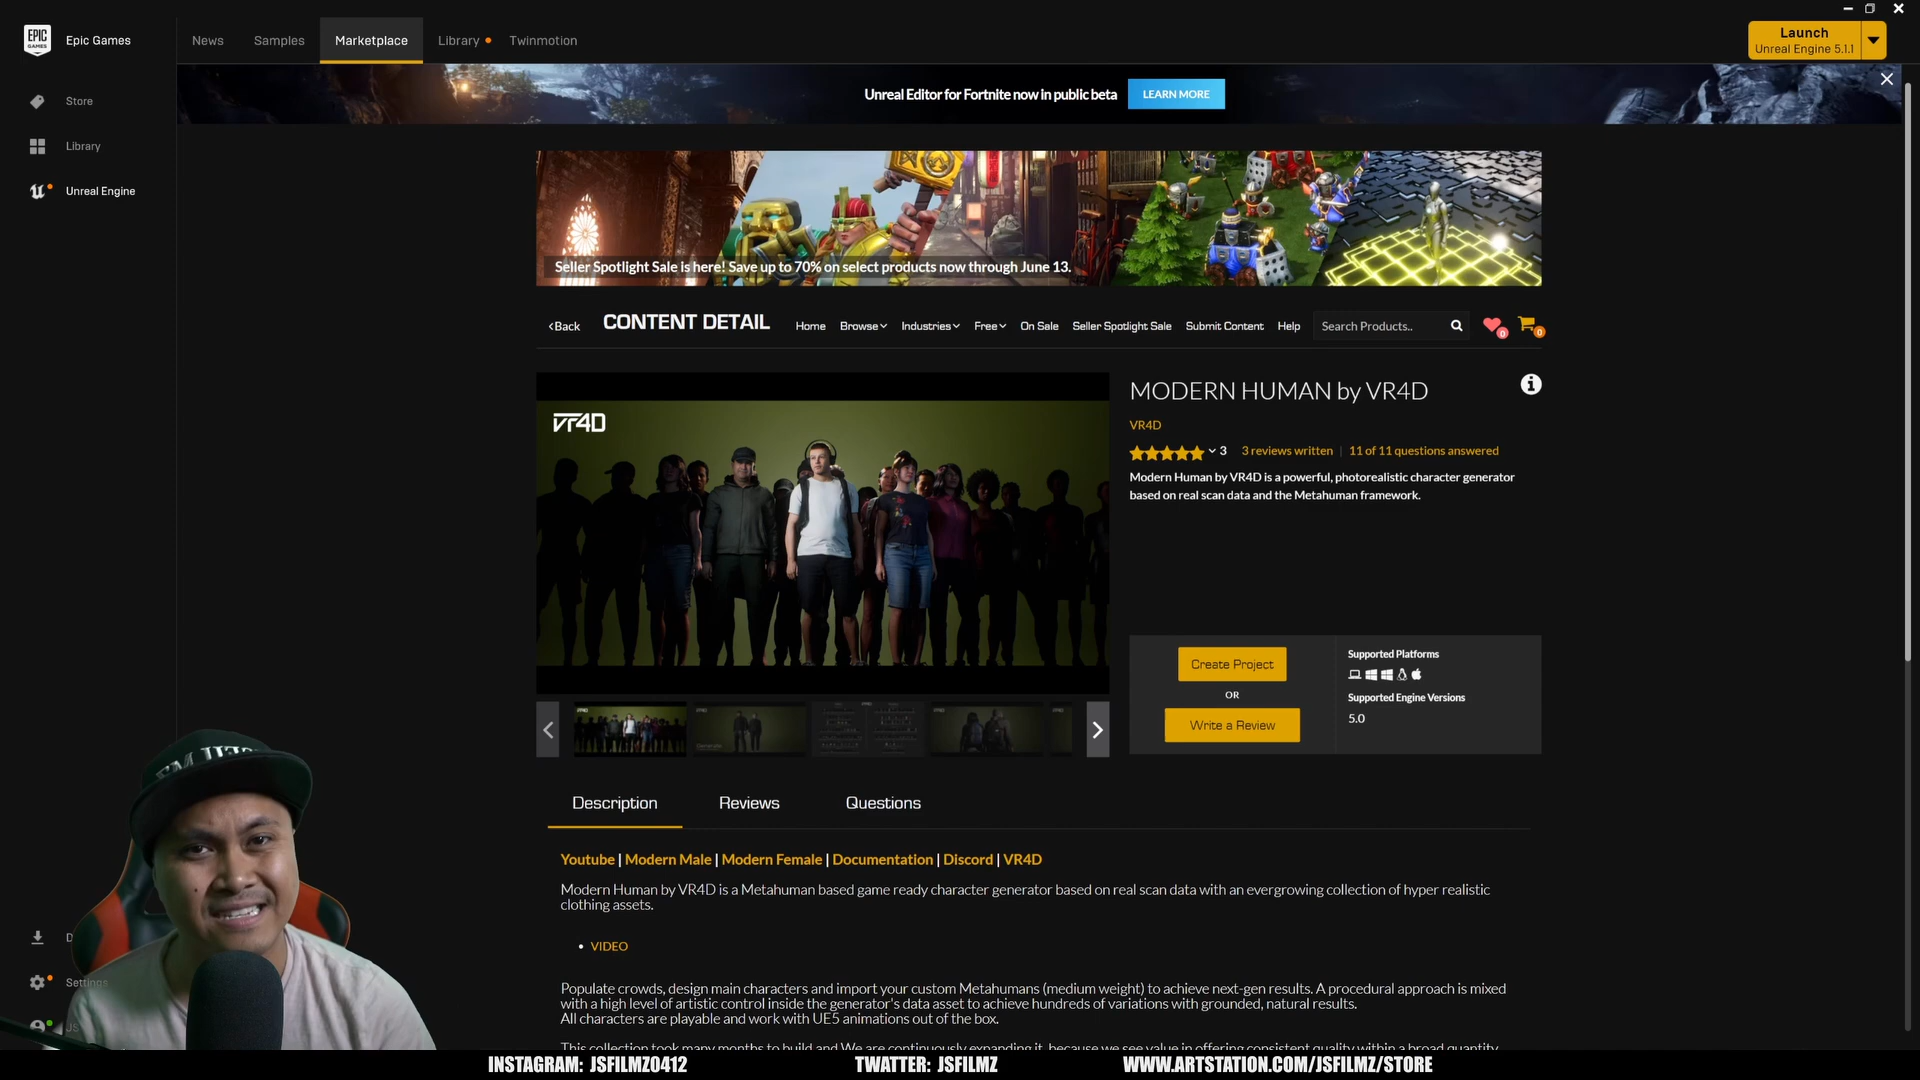 EPIC GAMES
Epic Games
News
Samples
Marketplace
Library
Twinmotion
Launch
Unreal Engine 5.1.1
Store
Library
Unreal Engine
Unreal Editor for Fortnite now in public beta
LEARN MORE
Seller Spotlight Sale is here! Save up to 70% on select products now through June 13.
Back
CONTENT DETAIL
Home
Browse
Industries
Free
On Sale
Seller Spotlight Sale
Submit Content
Help
Search Products..
0
0
VR4D
MODERN HUMAN by VR4D
VR4D
3
3 reviews written | 11 of 11 questions answered
Modern Human by VR4D is a powerful, photorealistic character generator
based on real scan data and the Metahuman framework.
Create Project
OR
Write a Review
Supported Platforms
Supported Engine Versions
5.0
Description
Reviews
Questions
Youtube | Modern Male | Modern Female | Documentation | Discord | VR4D
Modern Human by VR4D is a Metahuman based game ready character generator based on real scan data with an evergrowing collection of hyper realistic
clothing assets.
• VIDEO
Populate crowds, design main characters and import your custom Metahumans (medium weight) to achieve next-gen results. A procedural approach is mixed
with a high level of artistic control inside the generator's data asset to achieve hundreds of variations with grounded, natural results.
All characters are playable and work with UE5 animations out of the box.
This collection took many months to build and We are continuously expanding it, because we see value in offering consistent quality within a broad quantity
D
Settings
JS
INSTAGRAM: JSFILMZ0412
TWATTER: JSFILMZ
WWW.ARTSTATION.COM/JSFILMZ/STORE